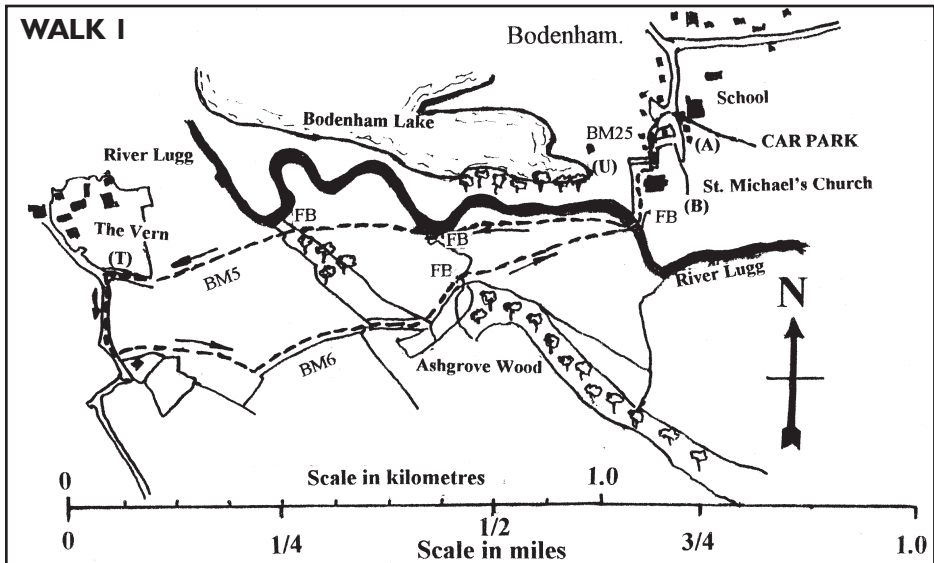 WALK 1
Bodenham.
School
Bodenham Lake
BM25
(A)
CAR PARK
River Lugg
(U)
St. Michael's Church
(B)
FB
FB
The Vern
FB
(T)
FB
BM5
River Lugg
N
BM6
Ashgrove Wood
0
Scale in kilometres
1.0
1/2
0
1/4
3/4
1.0
Scale in miles